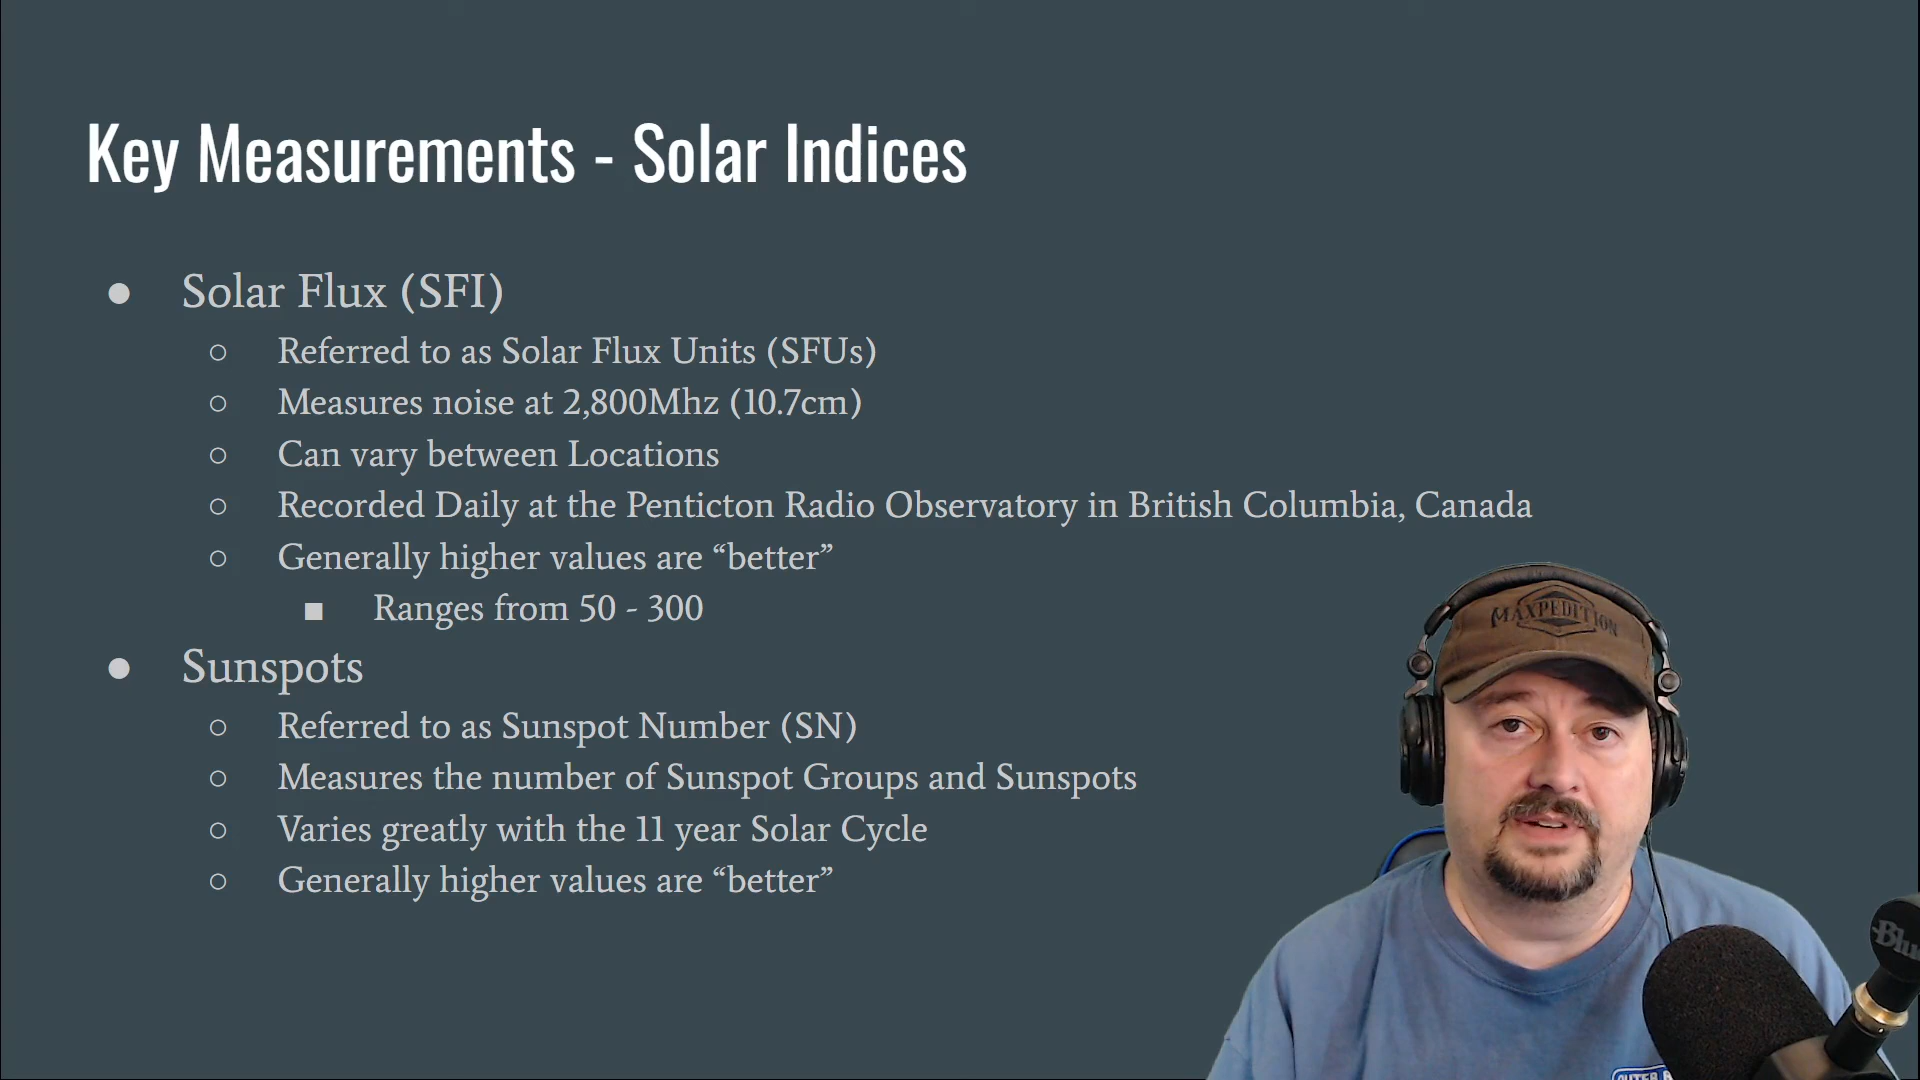 Key Measurements - Solar Indices
● Solar Flux (SFI)
○ Referred to as Solar Flux Units (SFUs)
○ Measures noise at 2,800Mhz (10.7cm)
○ Can vary between Locations
○ Recorded Daily at the Penticton Radio Observatory in British Columbia, Canada
○ Generally higher values are “better”
■ Ranges from 50 - 300
● Sunspots
○ Referred to as Sunspot Number (SN)
○ Measures the number of Sunspot Groups and Sunspots
○ Varies greatly with the 11 year Solar Cycle
○ Generally higher values are “better”
MAXPEDITION
Blu
OUTER